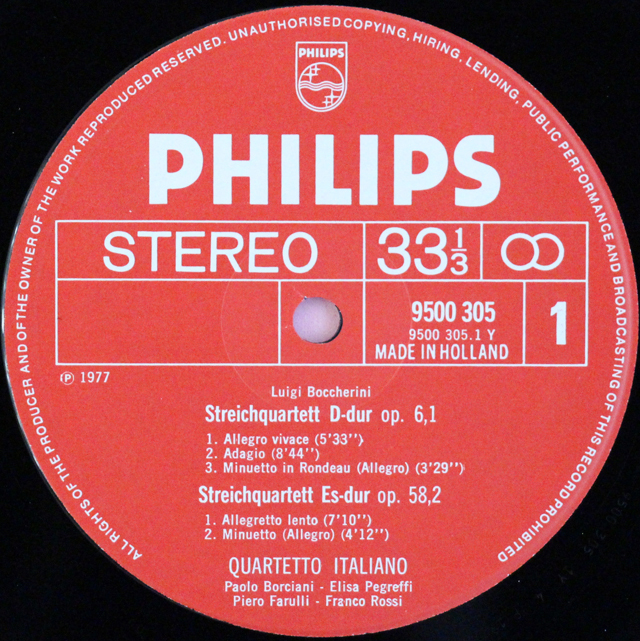 ALL RIGHTS OF THE PRODUCER AND OF THE OWNER OF THE WORK REPRODUCED RESERVED. UNAUTHORISED COPYING, HIRING, LENDING, PUBLIC PERFORMANCE AND BROADCASTING OF THIS RECORD PROHIBITED
PHILIPS
PHILIPS
STEREO 33 1/3
9500 305
9500 305.1 Y
MADE IN HOLLAND
1
℗ 1977
Luigi Boccherini
Streichquartett D-dur op. 6,1
1. Allegro vivace (5'33'')
2. Adagio (8'44'')
3. Minuetto in Rondeau (Allegro) (3'29'')
Streichquartett Es-dur op. 58,2
1. Allegretto lento (7'10'')
2. Minuetto (Allegro) (4'12'')
QUARTETTO ITALIANO
Paolo Borciani - Elisa Pegreffi
Piero Farulli - Franco Rossi